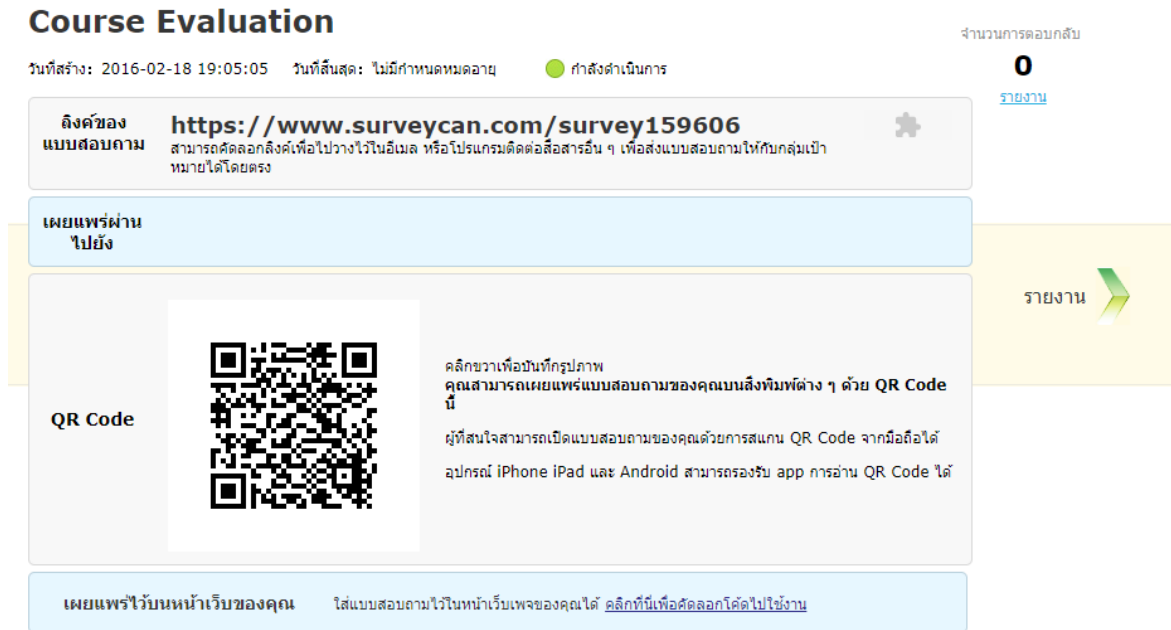 Course Evaluation
จำนวนการตอบกลับ
วันที่สร้าง: 2016-02-18 19:05:05 วันที่สิ้นสุด: ไม่มีกำหนดหมดอายุ กำลังดำเนินการ
0
รายงาน
ลิงค์ของ
แบบสอบถาม
https://www.surveycan.com/survey159606
สามารถคัดลอกลิงค์เพื่อไปวางไว้ในอีเมล หรือโปรแกรมติดต่อสื่อสารอื่น ๆ เพื่อส่งแบบสอบถามให้กับกลุ่มเป้า
หมายได้โดยตรง
เผยแพร่ผ่าน
ไปยัง
รายงาน
QR Code
คลิกขวาเพื่อบันทึกรูปภาพ
คุณสามารถเผยแพร่แบบสอบถามของคุณบนสิ่งพิมพ์ต่าง ๆ ด้วย QR Code
นี้
ผู้ที่สนใจสามารถเปิดแบบสอบถามของคุณด้วยการสแกน QR Code จากมือถือได้
อุปกรณ์ iPhone iPad และ Android สามารถรองรับ app การอ่าน QR Code ได้
เผยแพร่ไว้บนหน้าเว็บของคุณ ใส่แบบสอบถามไว้ในหน้าเว็บเพจของคุณได้ คลิกที่นี่เพื่อคัดลอกโค้ดไปใช้งาน